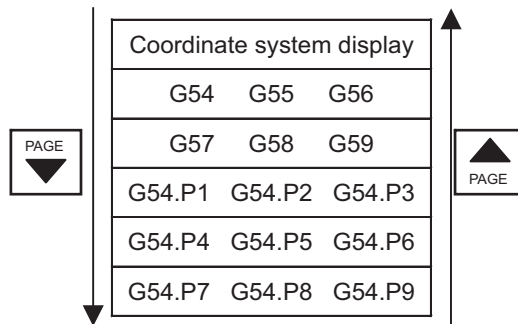 Coordinate system display
G54 G55 G56
G57 G58 G59
G54.P1 G54.P2 G54.P3
G54.P4 G54.P5 G54.P6
G54.P7 G54.P8 G54.P9
PAGE
PAGE